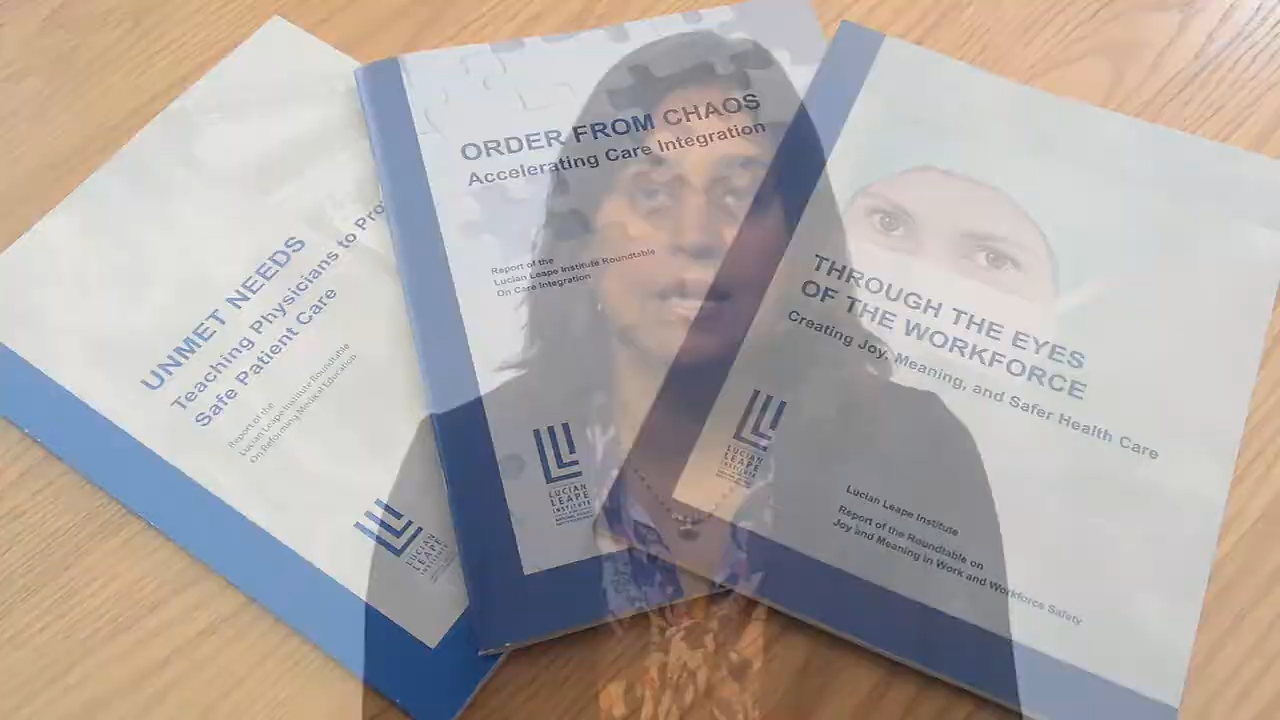 UNMET NEEDS
Teaching Physicians to
Safe Patient Care
Report of the
Lucian Leape Institute Roundtable
On Reforming Medical Education
LUCIAN
LEAPE
INSTITUTE
ORDER FROM CHAOS
Accelerating Care Integration
Report of the
Lucian Leape Institute Roundtable
On Care Integration
LUCIAN
LEAPE
INSTITUTE
THROUGH THE EYES
OF THE WORKFORCE
Creating Joy, Meaning, and Safer Health Care
LUCIAN
LEAPE
INSTITUTE
Lucian Leape Institute
Report of the Roundtable on
Joy and Meaning in Work and Workforce Safety